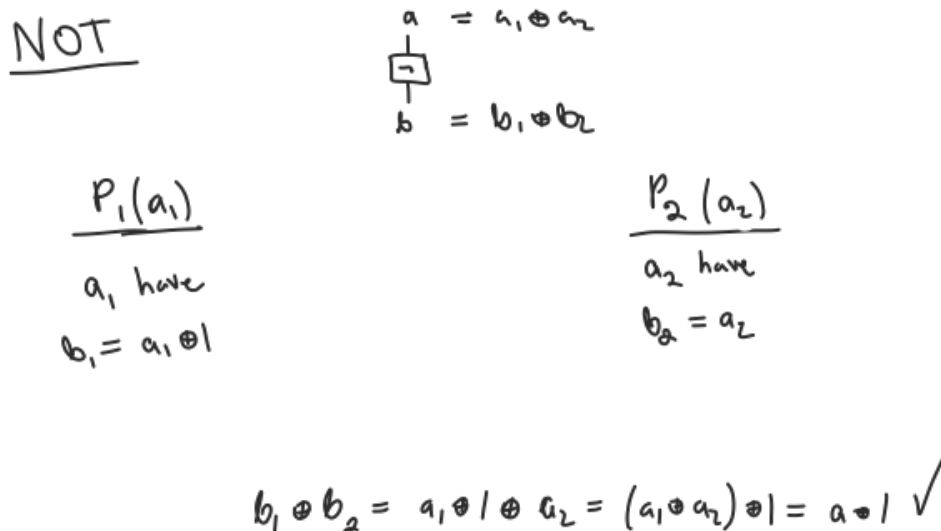 NOT
a = a₁ ⊕ a₂
¬
b = b₁ ⊕ b₂
P₁(a₁)
a₁ have
b₁ = a₁ ⊕ 1
P₂(a₂)
a₂ have
b₂ = a₂
b₁ ⊕ b₂ = a₁ ⊕ 1 ⊕ a₂ = (a₁ ⊕ a₂) ⊕ 1 = a ⊕ 1 ✓